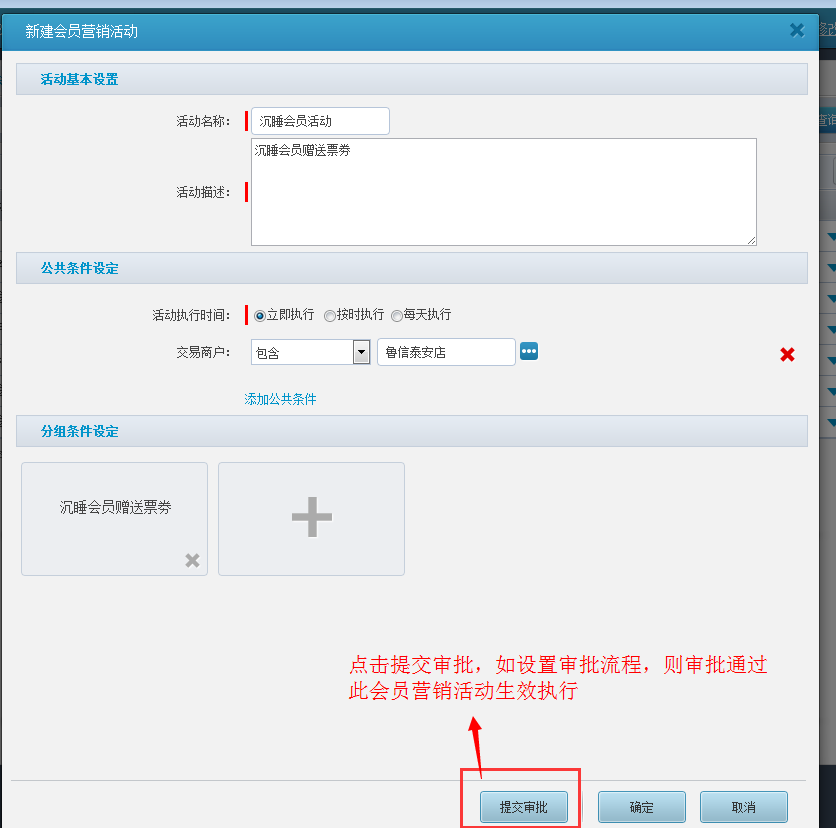 新建会员营销活动
活动基本设置
活动名称： 沉睡会员活动
沉睡会员赠送票券
活动描述：
公共条件设定
活动执行时间： 立即执行 按时执行 每天执行
交易商户： 包含 鲁信泰安店
添加公共条件
分组条件设定
沉睡会员赠送票券
点击提交审批，如设置审批流程，则审批通过
此会员营销活动生效执行
提交审批 确定 取消